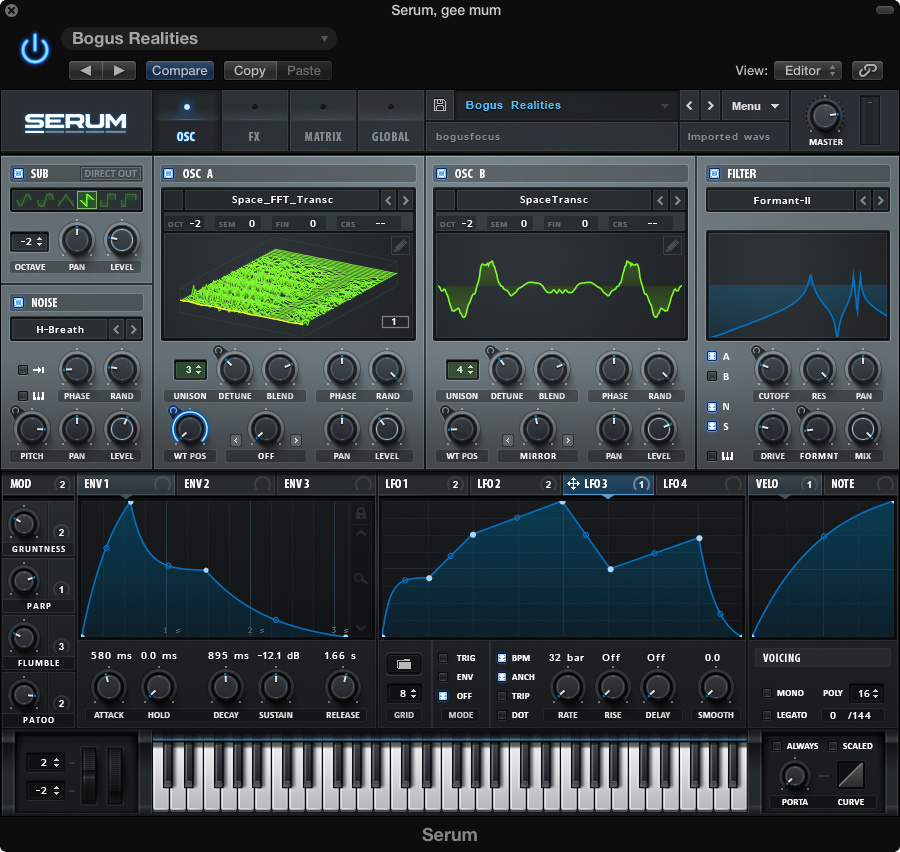 Serum, gee mum
Bogus Realities
Compare Copy Paste View: Editor
SERUM
OSC FX MATRIX GLOBAL
Bogus Realities Menu
bogusfocus Imported wavs
MASTER
SUB DIRECT OUT
-2
OCTAVE PAN LEVEL
NOISE
H-Breath
PHASE RAND
PITCH PAN LEVEL
OSC A
Space_FFT_Transc
OCT -2 SEM 0 FIN 0 CRS --
1
3
UNISON DETUNE BLEND PHASE RAND
WT POS OFF PAN LEVEL
OSC B
SpaceTransc
OCT -2 SEM 0 FIN 0 CRS --
4
UNISON DETUNE BLEND PHASE RAND
WT POS MIRROR PAN LEVEL
FILTER
Formant-II
A
B
N
S
CUTOFF RES PAN
DRIVE FORMNT MIX
MOD 2 ENV 1 ENV 2 ENV 3 LFO 1 2 LFO 2 2 LFO 3 1 LFO 4 VELO 1 NOTE
2
GRUNTNESS
1
PARP
3
FLUMBLE
2
PATOO
1 s 2 s 3 s
580 ms 0.0 ms 895 ms -12.1 dB 1.66 s
ATTACK HOLD DECAY SUSTAIN RELEASE
8
GRID
TRIG
ENV
OFF
MODE
BPM
ANCH
TRIP
DOT
32 bar Off Off 0.0
RATE RISE DELAY SMOOTH
VOICING
MONO POLY 16
LEGATO 0 /144
2
-2
ALWAYS SCALED
PORTA CURVE
Serum